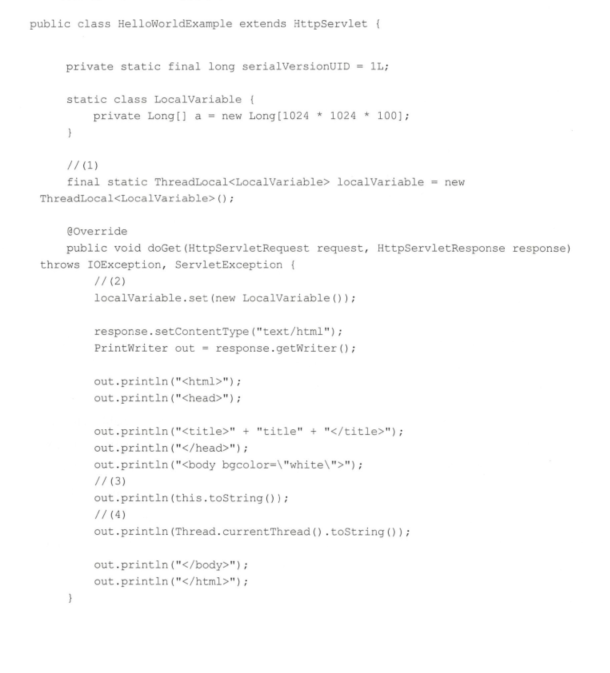 public class HelloWorldExample extends HttpServlet {
private static final long serialVersionUID = 1L;
static class LocalVariable {
private Long[] a = new Long[1024 * 1024 * 100];
}
//(1)
final static ThreadLocal<LocalVariable> localVariable = new
ThreadLocal<LocalVariable>();
@Override
public void doGet(HttpServletRequest request, HttpServletResponse response)
throws IOException, ServletException {
//(2)
localVariable.set(new LocalVariable());
response.setContentType("text/html");
PrintWriter out = response.getWriter();
out.println("<html>");
out.println("<head>");
out.println("<title>" + "title" + "</title>");
out.println("</head>");
out.println("<body bgcolor=\"white\">");
//(3)
out.println(this.toString());
//(4)
out.println(Thread.currentThread().toString());
out.println("</body>");
out.println("</html>");
}